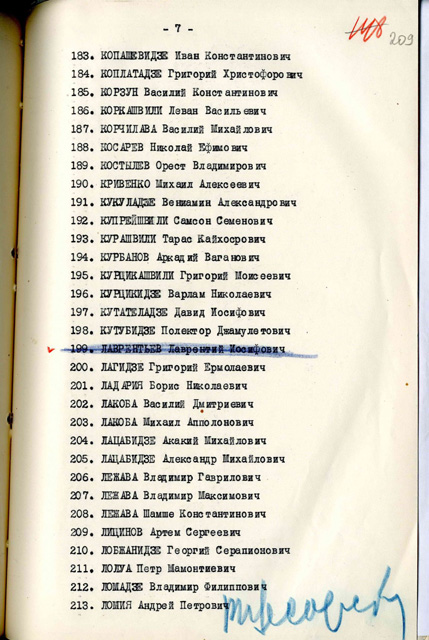 - 7 -
209
183. КОПАШЕВИДЗЕ Иван Константинович
184. КОПЛАТАДЗЕ Григорий Христофорович
185. КОРЗУН Василий Константинович
186. КОРКАШВИЛИ Леван Васильевич
187. КОРЧИЛАВА Василий Михайлович
188. КОСАРЕВ Николай Ефимович
189. КОСТЫЛЕВ Орест Владимирович
190. КРИВЕНКО Михаил Алексеевич
191. КУКУЛАДЗЕ Вениамин Александрович
192. КУПРЕЙШВИЛИ Самсон Семенович
193. КУРАШВИЛИ Тарас Кайхосрович
194. КУРБАНОВ Аркадий Ваганович
195. КУРЦИКАШВИЛИ Григорий Моисеевич
196. КУРЦИКИДЗЕ Варлам Николаевич
197. КУТАТЕЛАДЗЕ Давид Иосифович
198. КУТУБИДЗЕ Полектор Джамулетович
199. ЛАВРЕНТЬЕВ Лаврентий Иосифович
200. ЛАГИДЗЕ Григорий Ермолаевич
201. ЛАДАРИЯ Борис Николаевич
202. ЛАКОБА Василий Дмитриевич
203. ЛАКОБА Михаил Апполонович
204. ЛАЦАБИДЗЕ Акакий Михайлович
205. ЛАЦАБИДЗЕ Александр Михайлович
206. ЛЕЖАВА Владимир Гаврилович
207. ЛЕЖАВА Владимир Максимович
208. ЛЕЖАВА Шамше Константинович
209. ЛИЦИНОВ Артем Сергеевич
210. ЛОБЖАНИДЗЕ Георгий Серапионович
211. ЛОЛУА Петр Мамонтиевич
212. ЛОМАДЗЕ Владимир Филиппович
213. ЛОМИЯ Андрей Петрович